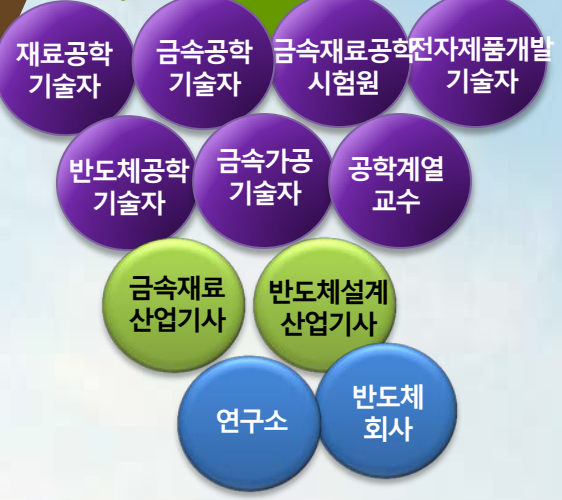 재료공학
기술자
금속공학
기술자
금속재료공학
시험원
전자제품개발
기술자
반도체공학
기술자
금속가공
기술자
공학계열
교수
금속재료
산업기사
반도체설계
산업기사
연구소
반도체
회사